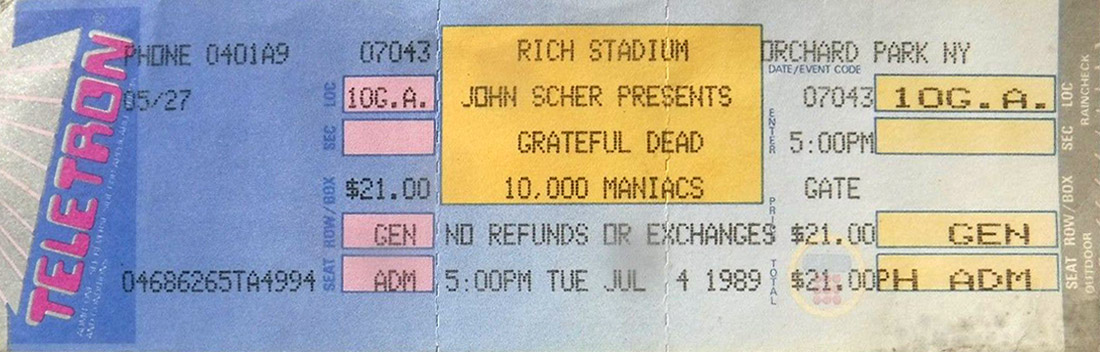 TELETRON®
PHONE 0401A9 07043 RICH STADIUM ORCHARD PARK NY
DATE/EVENT CODE
05/27 LOC 10G.A. JOHN SCHER PRESENTS 07043 10G.A. LOC
SEC GRATEFUL DEAD ENTER 5:00PM SEC
$21.00 10,000 MANIACS GATE
ROW/BOX GEN NO REFUNDS OR EXCHANGES $21.00 GEN ROW/BOX
04686265TA4994 SEAT ADM 5:00PM TUE JUL 4 1989 TOTAL $21.00PH ADM SEAT
RAINCHECK
OUTDOOR